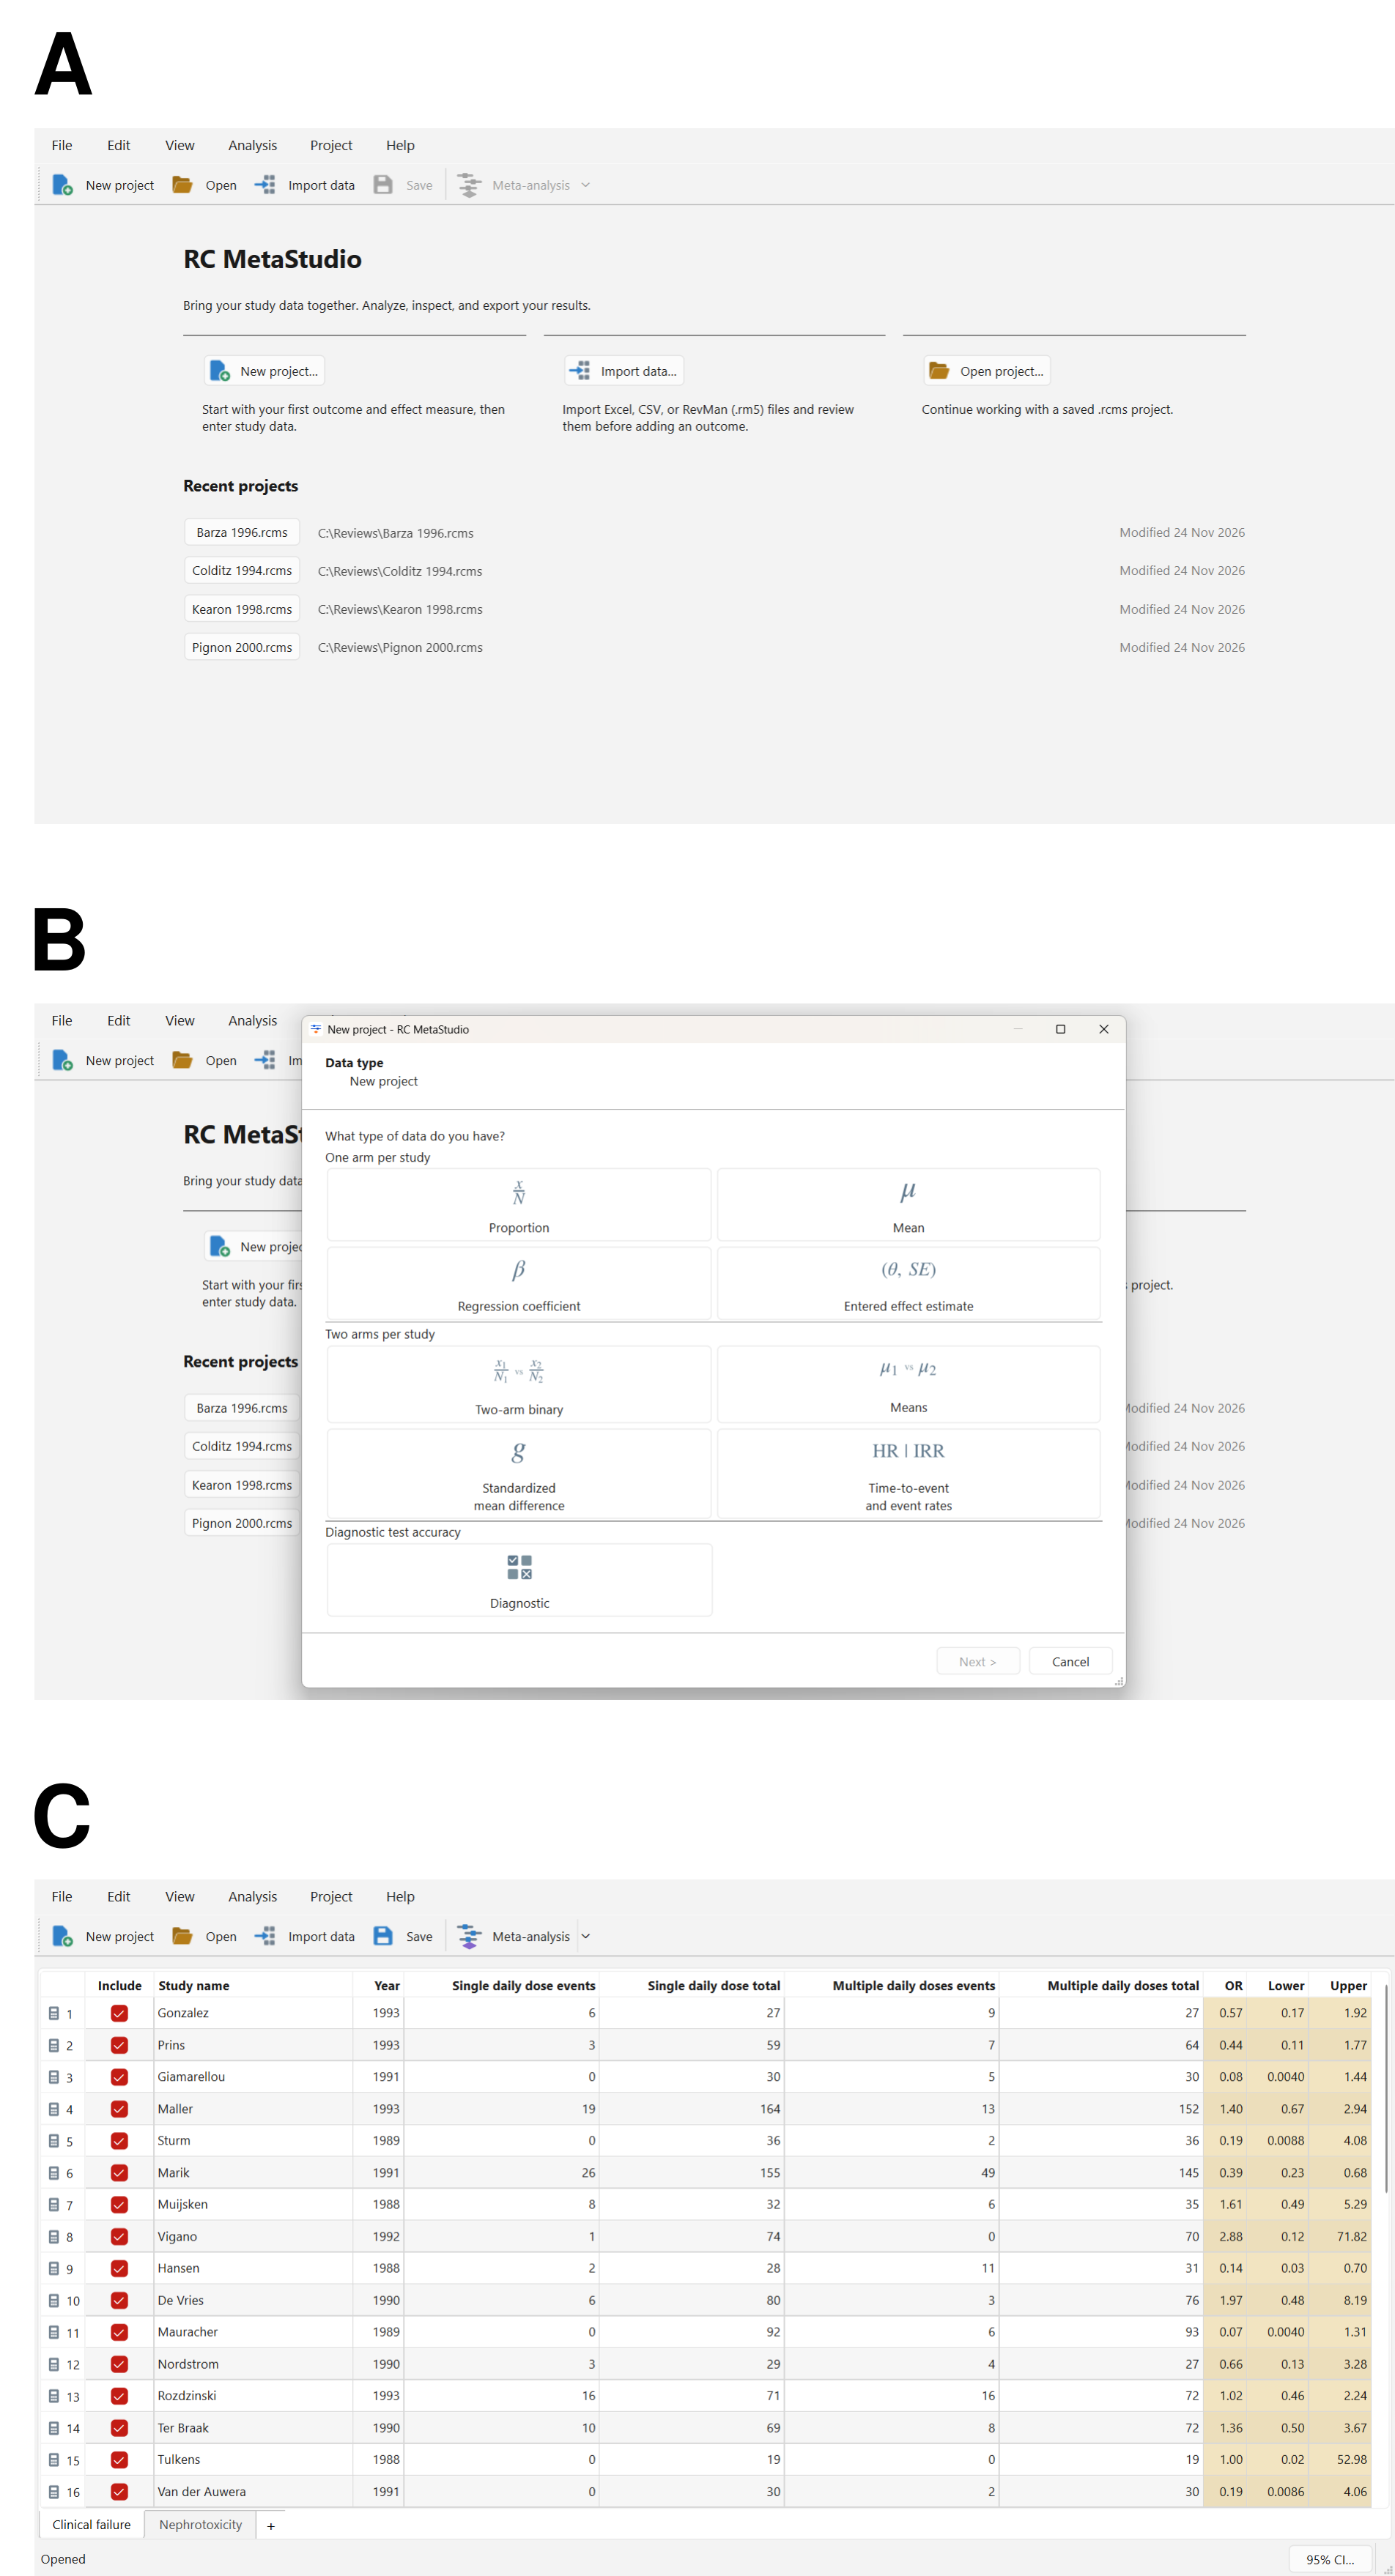 A
File Edit View Analysis Project Help
New project Open Import data Save Meta-analysis
RC MetaStudio
Bring your study data together. Analyze, inspect, and export your results.
New project... Import data... Open project...
Start with your first outcome and effect measure, then enter study data.
Import Excel, CSV, or RevMan (.rm5) files and review them before adding an outcome.
Continue working with a saved .rcms project.
Recent projects
Barza 1996.rcms C:\Reviews\Barza 1996.rcms Modified 24 Nov 2026
Colditz 1994.rcms C:\Reviews\Colditz 1994.rcms Modified 24 Nov 2026
Kearon 1998.rcms C:\Reviews\Kearon 1998.rcms Modified 24 Nov 2026
Pignon 2000.rcms C:\Reviews\Pignon 2000.rcms Modified 24 Nov 2026
B
File Edit View Analysis
New project Open Im
RC MetaSt
Bring your study data
New projec
Start with your firs
enter study data.
project.
Recent projects
Barza 1996.rcms Modified 24 Nov 2026
Colditz 1994.rcms Modified 24 Nov 2026
Kearon 1998.rcms Modified 24 Nov 2026
Pignon 2000.rcms Modified 24 Nov 2026
New project - RC MetaStudio
Data type
New project
What type of data do you have?
One arm per study
x/N μ
Proportion Mean
β (θ, SE)
Regression coefficient Entered effect estimate
Two arms per study
x₁/N₁ vs x₂/N₂ μ₁ vs μ₂
Two-arm binary Means
g HR | IRR
Standardized mean difference
Time-to-event and event rates
Diagnostic test accuracy
Diagnostic
Next > Cancel
C
File Edit View Analysis Project Help
New project Open Import data Save Meta-analysis
Include Study name Year Single daily dose events Single daily dose total Multiple daily doses events Multiple daily doses total OR Lower Upper
1 Gonzalez 1993 6 27 9 27 0.57 0.17 1.92
2 Prins 1993 3 59 7 64 0.44 0.11 1.77
3 Giamarellou 1991 0 30 5 30 0.08 0.0040 1.44
4 Maller 1993 19 164 13 152 1.40 0.67 2.94
5 Sturm 1989 0 36 2 36 0.19 0.0088 4.08
6 Marik 1991 26 155 49 145 0.39 0.23 0.68
7 Muijsken 1988 8 32 6 35 1.61 0.49 5.29
8 Vigano 1992 1 74 0 70 2.88 0.12 71.82
9 Hansen 1988 2 28 11 31 0.14 0.03 0.70
10 De Vries 1990 6 80 3 76 1.97 0.48 8.19
11 Mauracher 1989 0 92 6 93 0.07 0.0040 1.31
12 Nordstrom 1990 3 29 4 27 0.66 0.13 3.28
13 Rozdzinski 1993 16 71 16 72 1.02 0.46 2.24
14 Ter Braak 1990 10 69 8 72 1.36 0.50 3.67
15 Tulkens 1988 0 19 0 19 1.00 0.02 52.98
16 Van der Auwera 1991 0 30 2 30 0.19 0.0086 4.06
Clinical failure Nephrotoxicity +
Opened 95% CI...